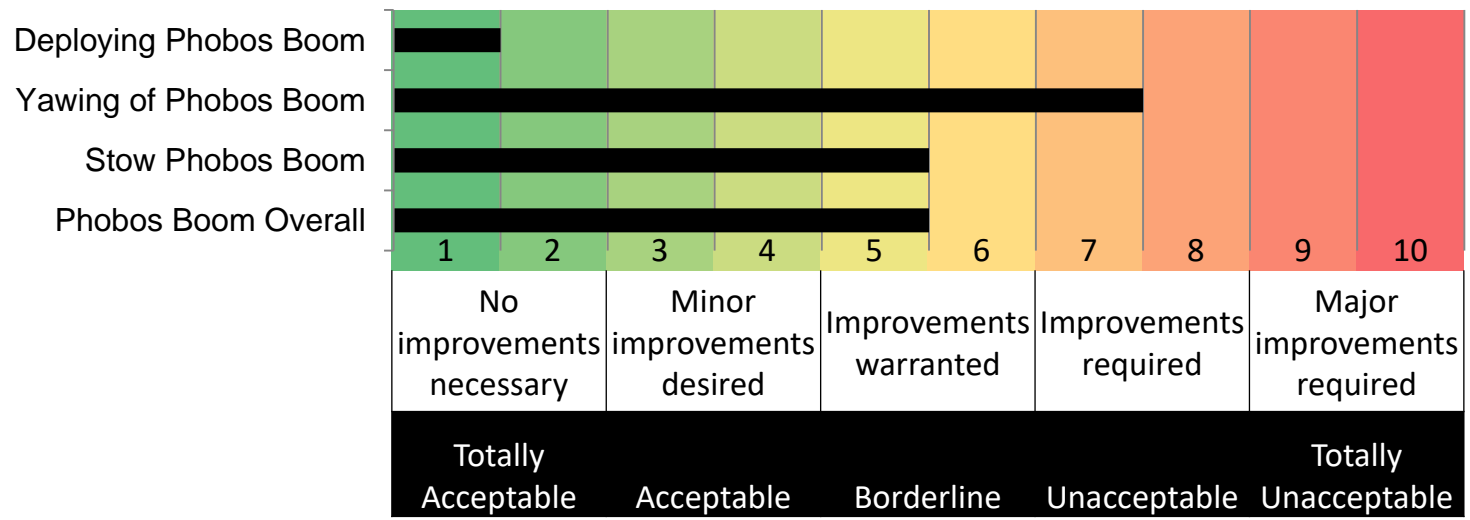 Deploying Phobos Boom
Yawing of Phobos Boom
Stow Phobos Boom
Phobos Boom Overall
1 2 3 4 5 6 7 8 9 10
No
improvements
necessary
Minor
improvements
desired
Improvements
warranted
Improvements
required
Major
improvements
required
Totally
Acceptable
Acceptable
Borderline
Unacceptable
Totally
Unacceptable